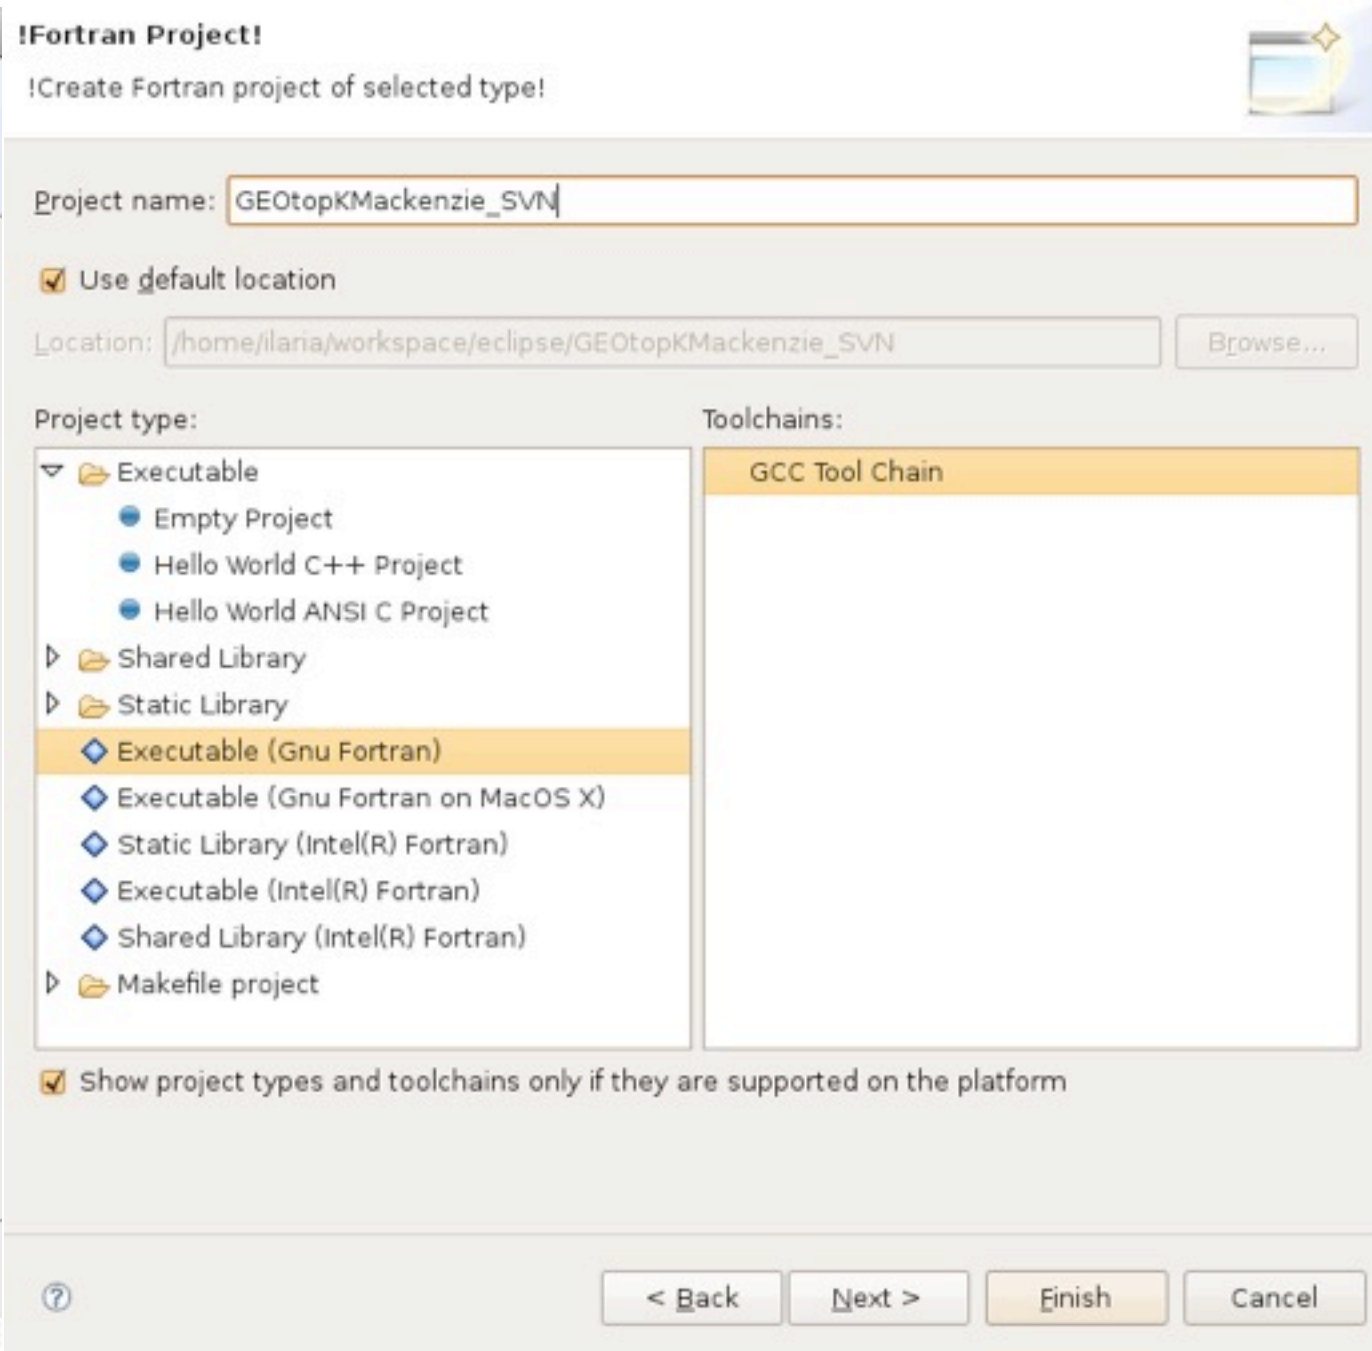 !Fortran Project!
!Create Fortran project of selected type!
Project name: GEOtopKMackenzie_SVN
Use default location
Location: /home/ilaria/workspace/eclipse/GEOtopKMackenzie_SVN Browse...
Project type: Toolchains:
Executable GCC Tool Chain
Empty Project
Hello World C++ Project
Hello World ANSI C Project
Shared Library
Static Library
Executable (Gnu Fortran)
Executable (Gnu Fortran on MacOS X)
Static Library (Intel(R) Fortran)
Executable (Intel(R) Fortran)
Shared Library (Intel(R) Fortran)
Makefile project
Show project types and toolchains only if they are supported on the platform
? < Back Next > Finish Cancel